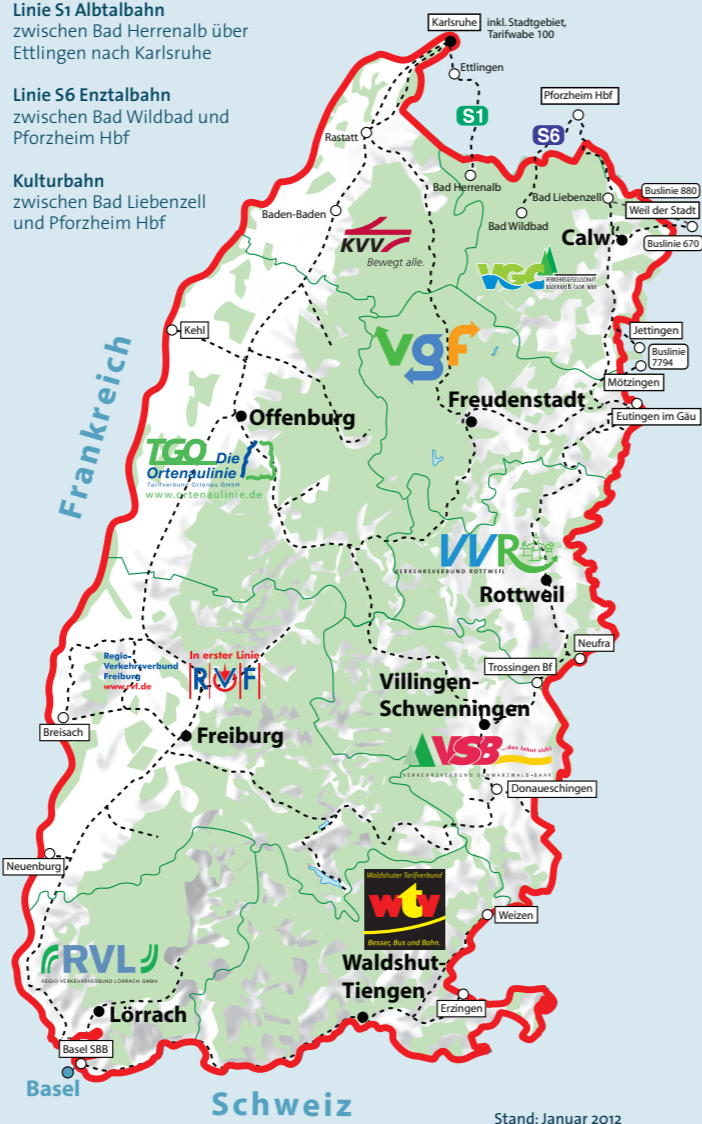 Linie S1 Albtalbahn
zwischen Bad Herrenalb über
Ettlingen nach Karlsruhe
Linie S6 Enztalbahn
zwischen Bad Wildbad und
Pforzheim Hbf
Kulturbahn
zwischen Bad Liebenzell
und Pforzheim Hbf
Karlsruhe
inkl. Stadtgebiet,
Tarifwabe 100
Ettlingen
Pforzheim Hbf
S1
S6
Rastatt
Bad Herrenalb
Bad Liebenzell
Buslinie 880
Weil der Stadt
Baden-Baden
Bad Wildbad
Calw
Buslinie 670
KVV
Bewegt alle.
VGC
VERKEHRSGESELLSCHAFT
BÄDERKREIS CALW MBH
Kehl
vgf
Jettingen
Buslinie
7794
Mötzingen
Frankreich
Freudenstadt
Eutingen im Gäu
Offenburg
TGO Die
Ortenaulinie
Tarifverbund Ortenau GmbH
www.ortenaulinie.de
VVR
VERKEHRSVERBUND ROTTWEIL
Rottweil
Neufra
Regio-
Verkehrsverbund
Freiburg
www.rvf.de
In erster Linie
RVF
Trossingen Bf
Villingen-
Schwenningen
Breisach
Freiburg
VSB
...das lohnt sich!
VERKEHRSVERBUND SCHWARZWALD-BAAR
Donaueschingen
Neuenburg
Waldshuter Tarifverbund
wtv
Besser, Bus und Bahn.
Weizen
RVL
REGIO VERKEHRSVERBUND LÖRRACH GMBH
Waldshut-
Tiengen
Erzingen
Lörrach
Basel SBB
Basel
Schweiz
Stand: Januar 2012